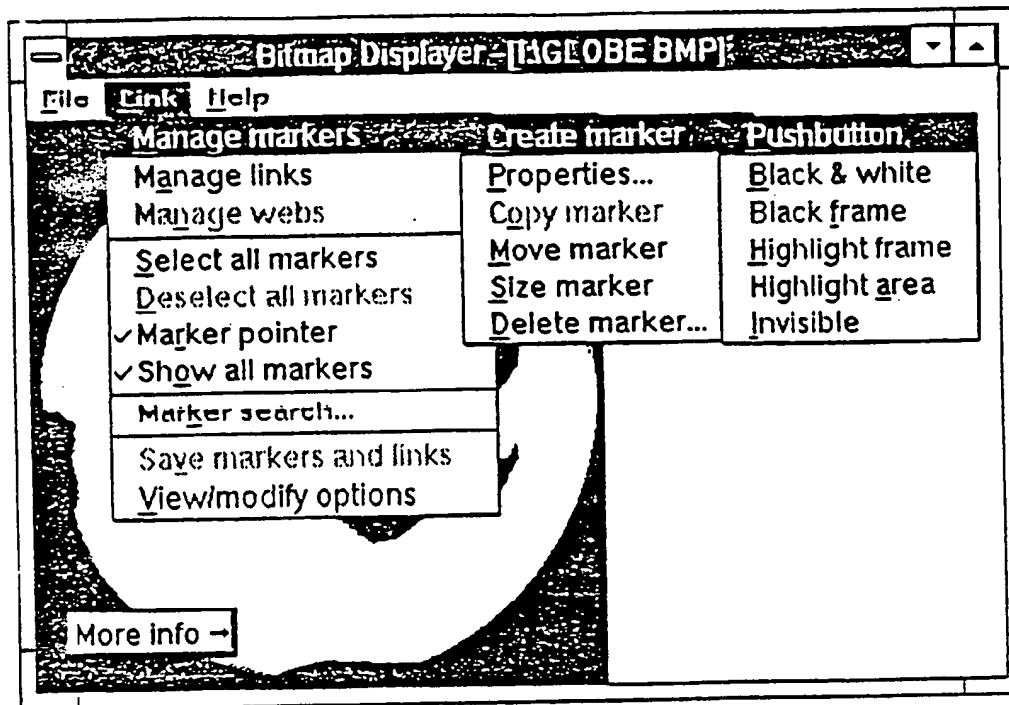 Bitmap Displayer -[I:\GLOBE BMP]
File Link Help
Manage markers
Manage links
Manage webs
Select all markers
Deselect all markers
✓Marker pointer
✓Show all markers
Marker search...
Save markers and links
View/modify options
Create marker
Properties...
Copy marker
Move marker
Size marker
Delete marker...
Pushbutton
Black & white
Black frame
Highlight frame
Highlight area
Invisible
More info →